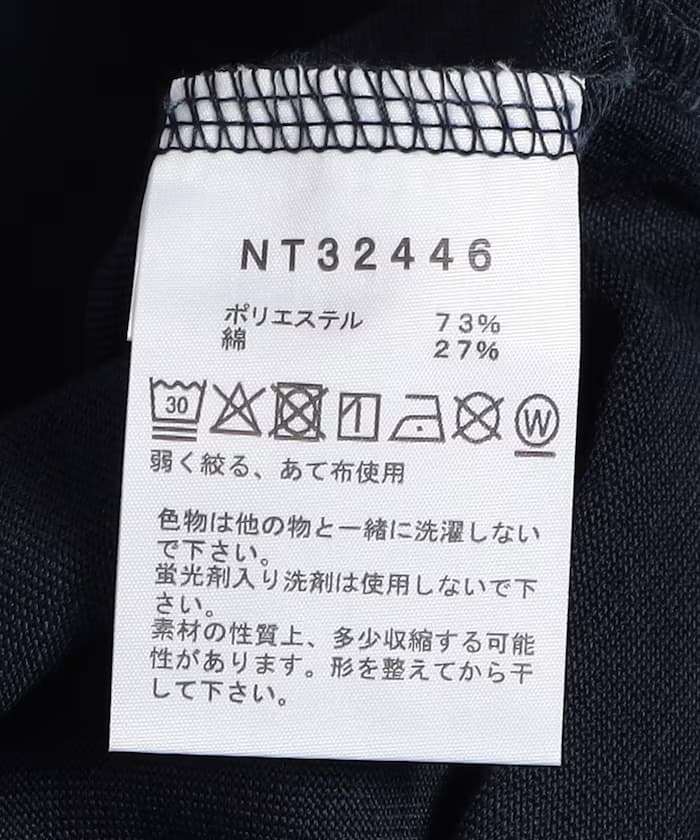 NT32446
ポリエステル 73%
綿 27%
30 W
弱く絞る、あて布使用
色物は他の物と一緒に洗濯しない
で下さい。
蛍光剤入り洗剤は使用しないで下
さい。
素材の性質上、多少収縮する可能
性があります。形を整えてから干
して下さい。